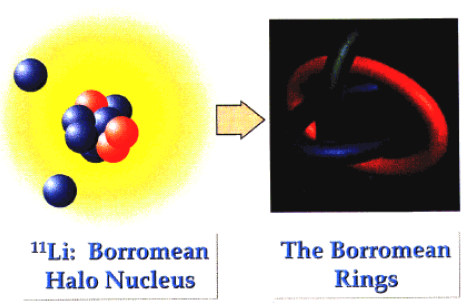 ¹¹Li: Borromean
Halo Nucleus
The Borromean
Rings